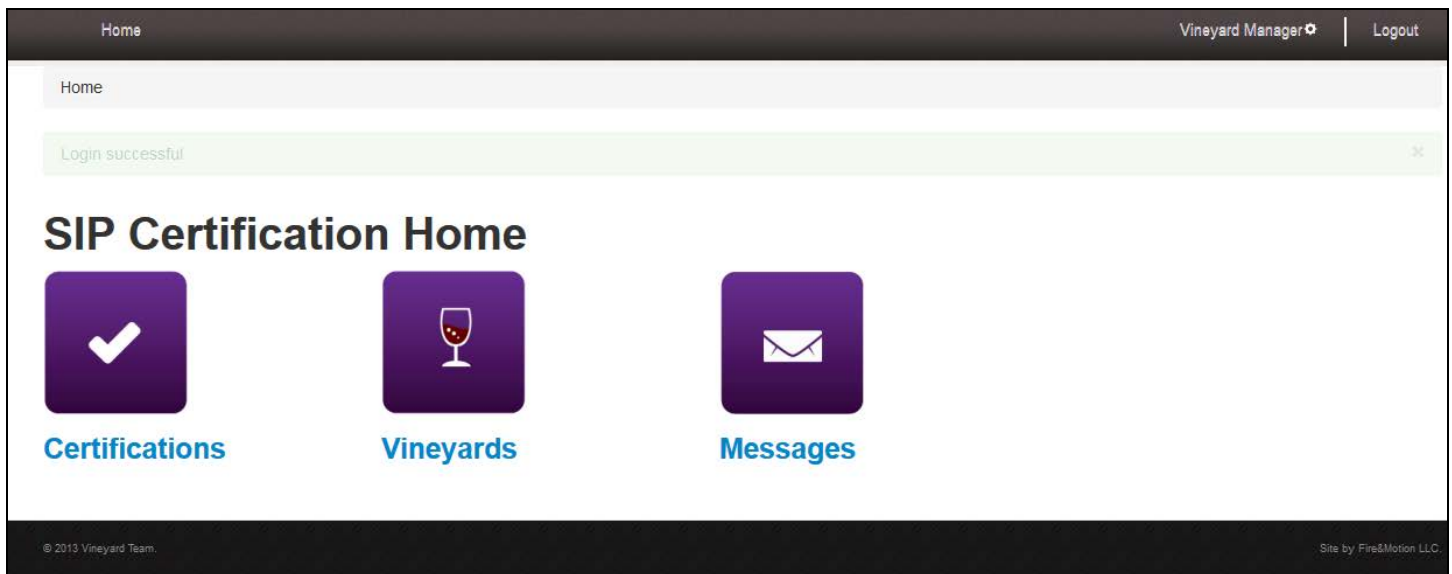 Home Vineyard Manager Logout
Home
Login successful
SIP Certification Home
Certifications Vineyards Messages
© 2013 Vineyard Team. Site by Fire&Motion LLC.